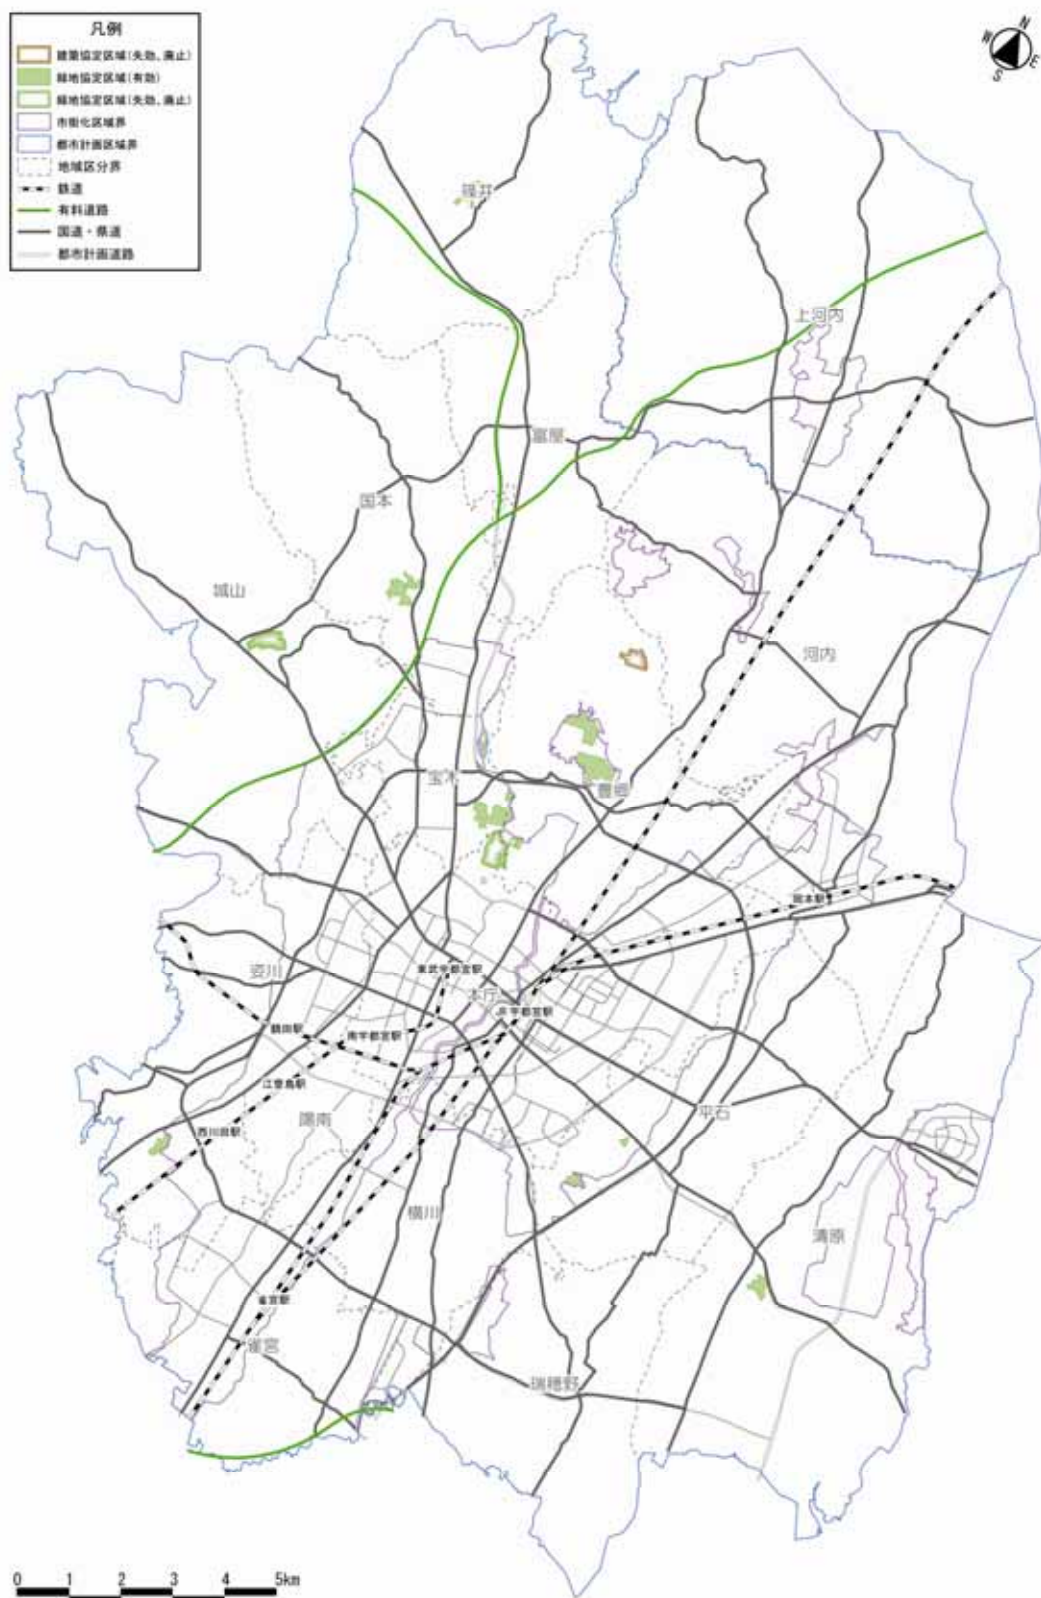 凡例
建築協定区域(失効、廃止)
緑地協定区域(有効)
緑地協定区域(失効、廃止)
市街化区域界
都市計画区域界
地域区分界
鉄道
有料道路
国道・県道
都市計画道路
N
W
E
S
篠井
上河内
富屋
国本
城山
河内
宝木
豊郷
岡本駅
東武宇都宮駅
姿川
本庁
JR宇都宮駅
鶴田駅
南宇都宮駅
江曽島駅
平石
陽南
西川田駅
横川
清原
雀宮駅
雀宮
瑞穂野
0 1 2 3 4 5km